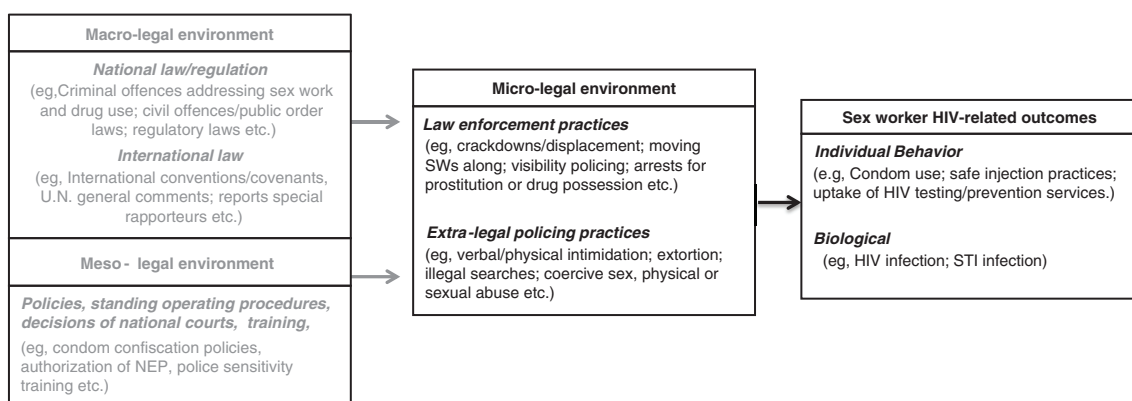 Macro-legal environment
National law/regulation
(eg,Criminal offences addressing sex work
and drug use; civil offences/public order
laws; regulatory laws etc.)
International law
(eg, International conventions/covenants,
U.N. general comments; reports special
rapporteurs etc.)
Meso - legal environment
Policies, standing operating procedures,
decisions of national courts, training,
(eg, condom confiscation policies,
authorization of NEP, police sensitivity
training etc.)
Micro-legal environment
Law enforcement practices
(eg, crackdowns/displacement; moving
SWs along; visibility policing; arrests for
prostitution or drug possession etc.)
Extra-legal policing practices
(eg, verbal/physical intimidation; extortion;
illegal searches; coercive sex, physical or
sexual abuse etc.)
Sex worker HIV-related outcomes
Individual Behavior
(e.g, Condom use; safe injection practices;
uptake of HIV testing/prevention services.)
Biological
(eg, HIV infection; STI infection)